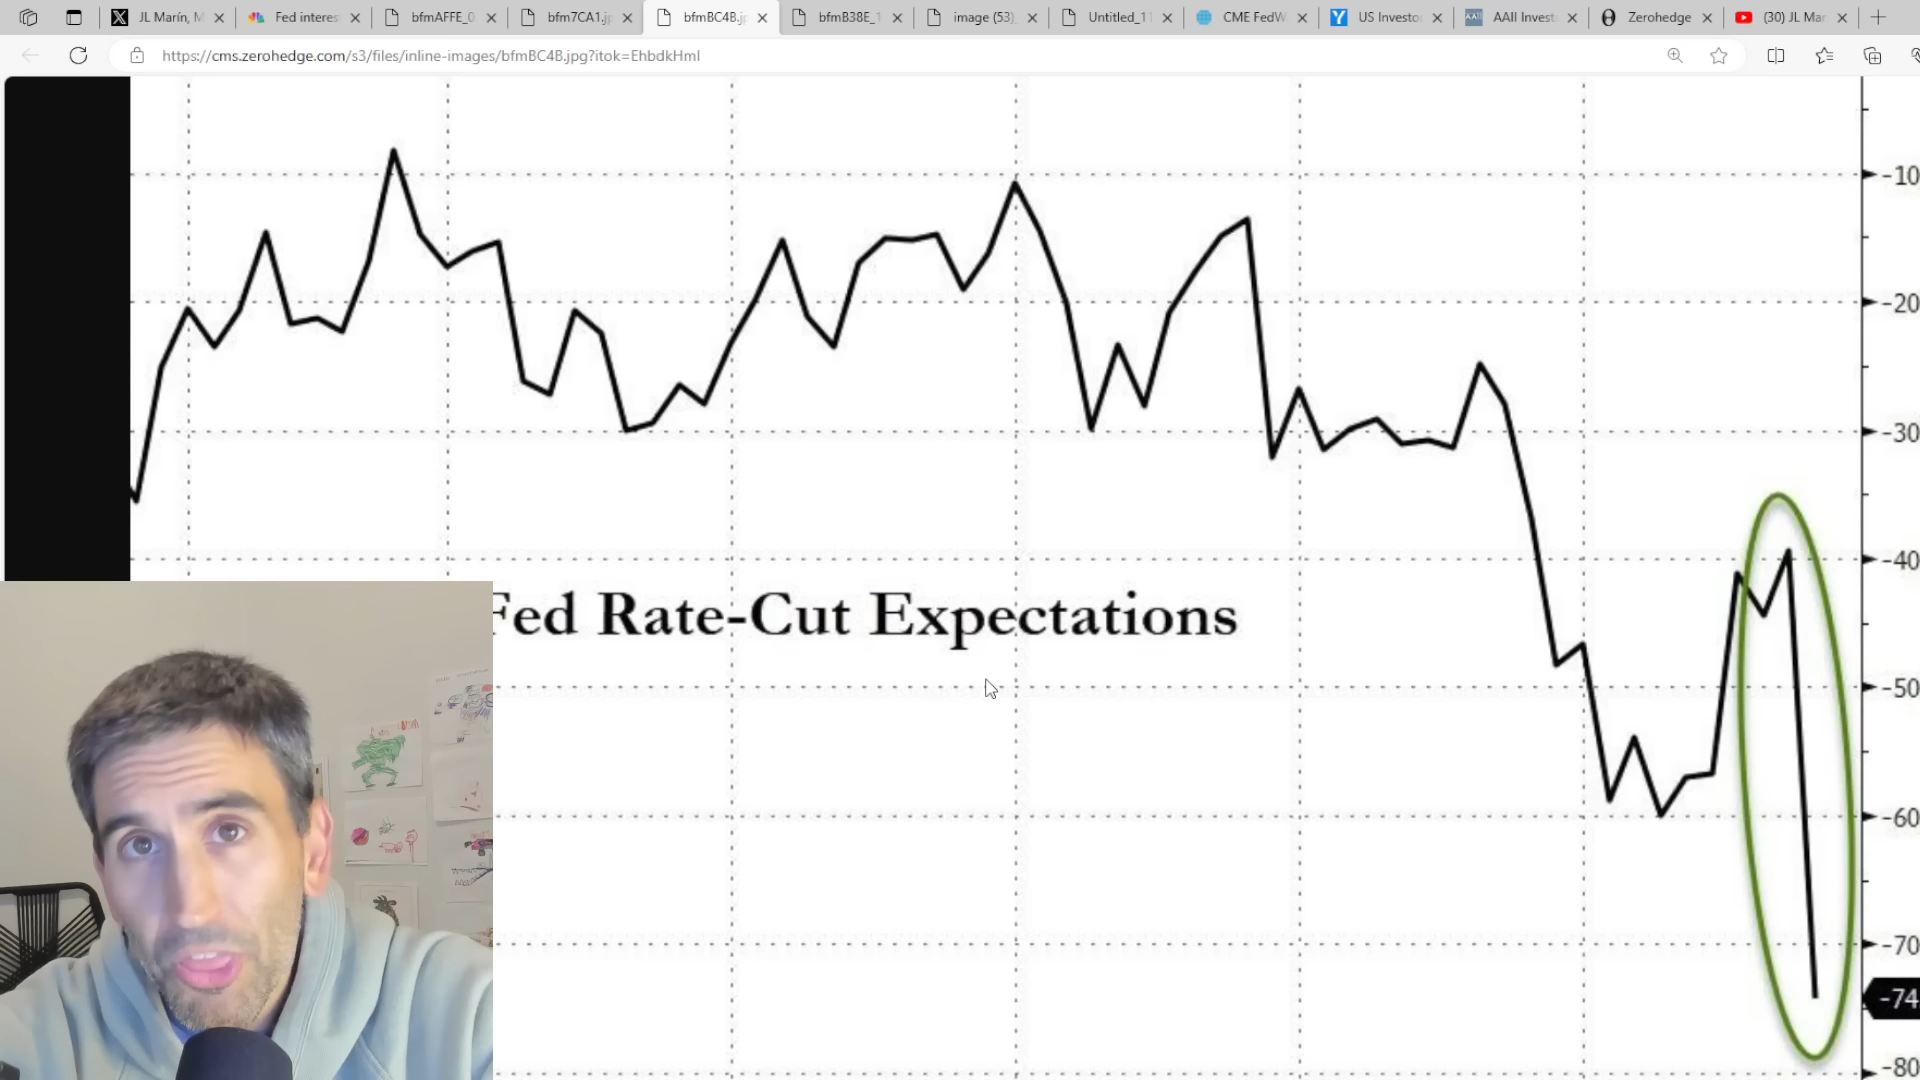 JL Marín, M
Fed interes
bfmAFFE_0
bfm7CA1.j
bfmBC4B.j
bfmB38E_1
image (53)
Untitled_1
CME FedW
US Investo
AAII Invest
Zerohedge
(30) JL Mar
https://cms.zerohedge.com/s3/files/inline-images/bfmBC4B.jpg?itok=EhbdkHml
-10
-20
-30
-40
Fed Rate-Cut Expectations
-50
-60
-70
-74
-80